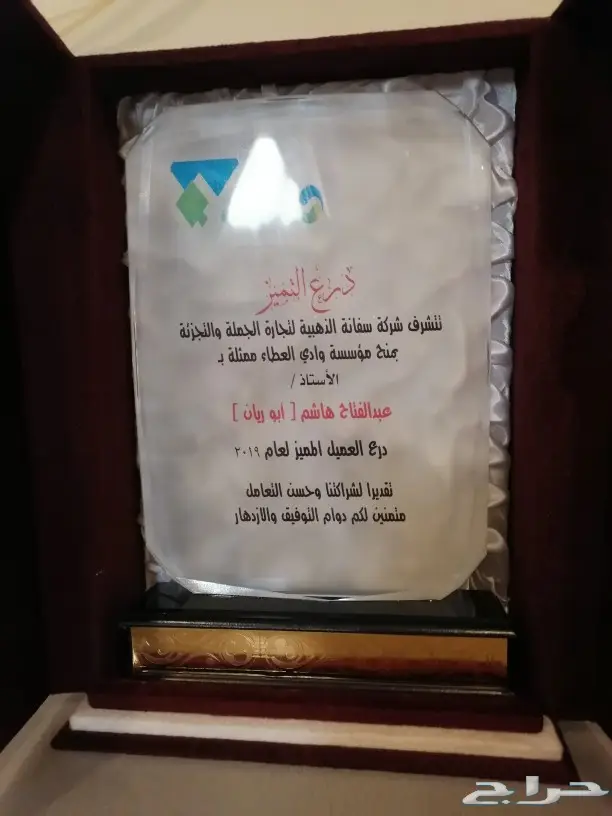 درع التميز
تتشرف شركة سفانة الذهبية لتجارة الجملة والتجزئة
بمنح مؤسسة وادي العطاء ممثلة بـ
الأستاذ /
عبدالفتاح هاشم [ ابو ريان ]
درع العميل المميز لعام ٢٠١٩
تقديرا لشراكتنا وحسن التعامل
متمنين لكم دوام التوفيق والازدهار
حراج